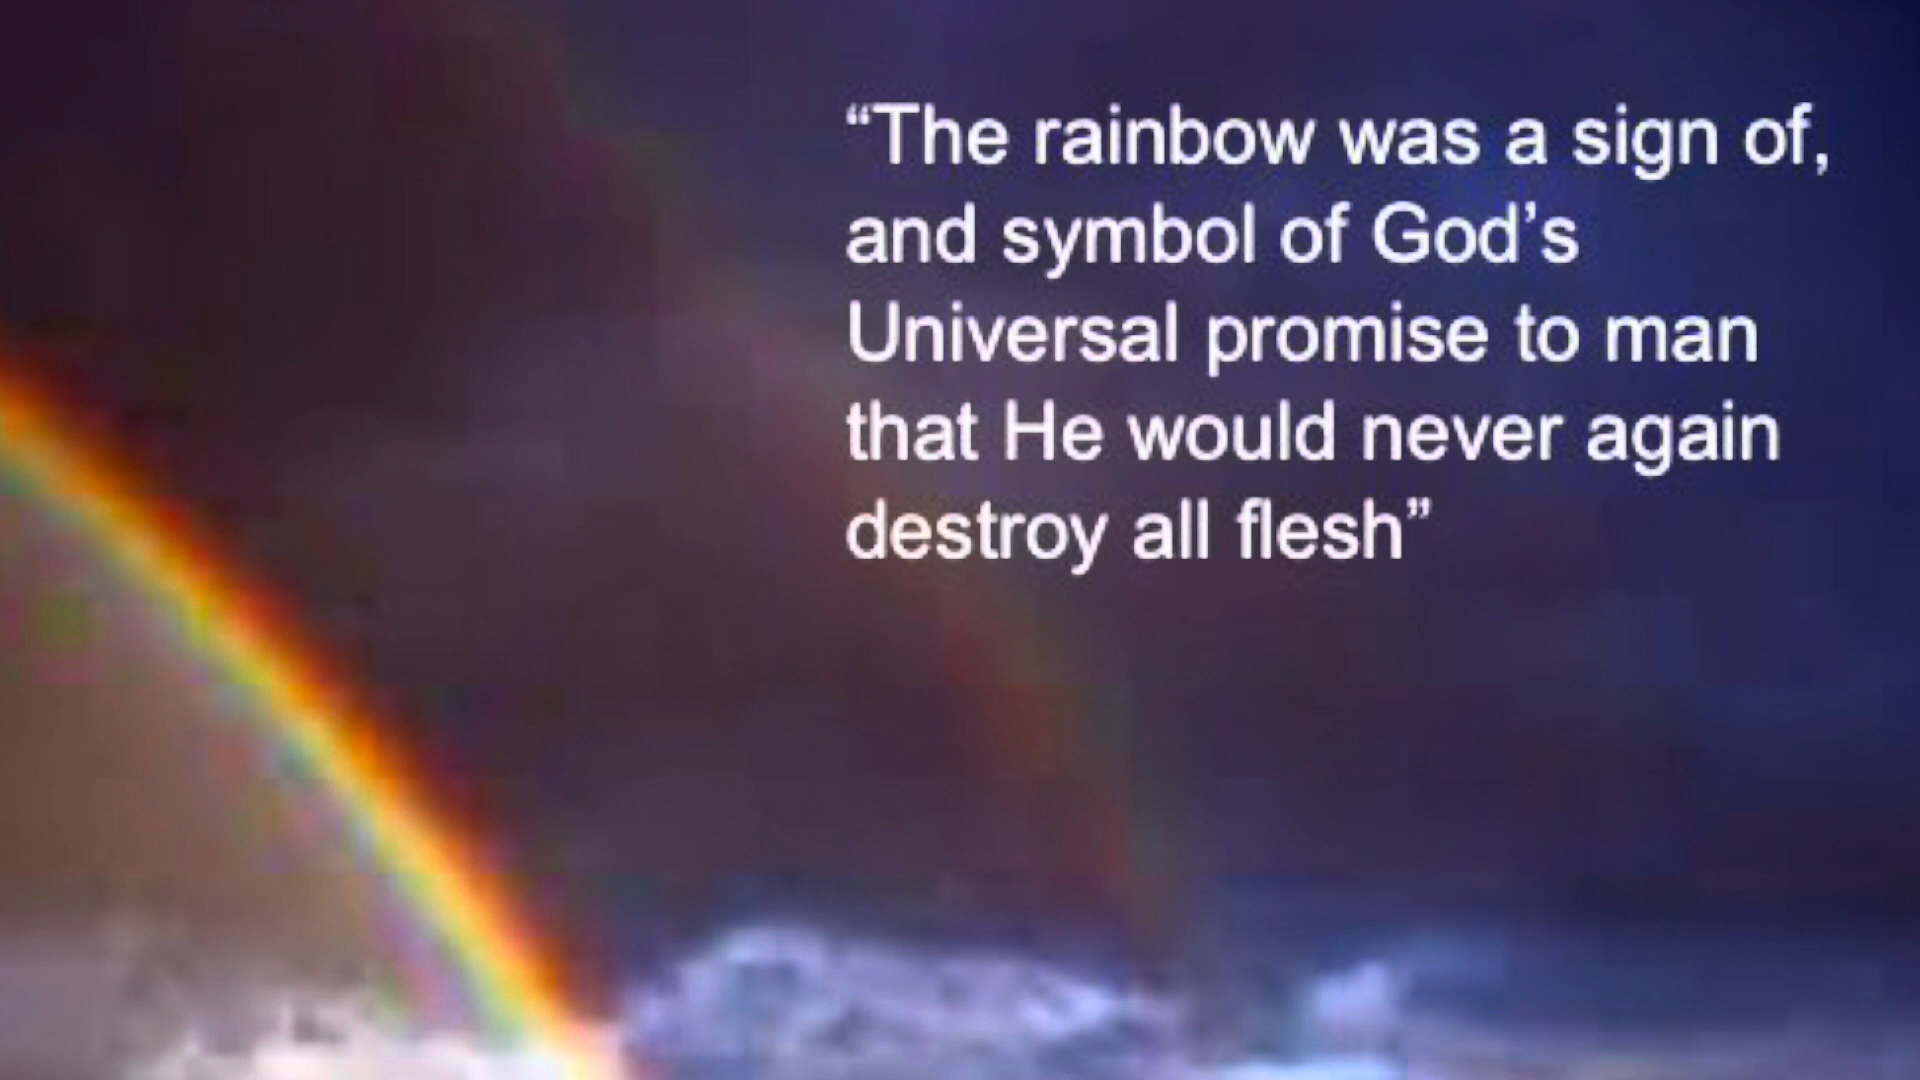 “The rainbow was a sign of,
and symbol of God’s
Universal promise to man
that He would never again
destroy all flesh”